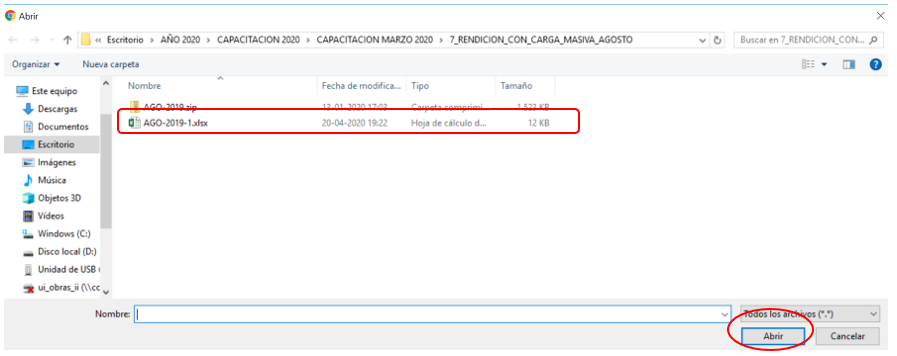 Abrir
« Escritorio > AÑO 2020 > CAPACITACION 2020 > CAPACITACION MARZO 2020 > 7_RENDICION_CON_CARGA_MASIVA_AGOSTO
Buscar en 7_RENDICION_CON...
Organizar Nueva carpeta
Nombre Fecha de modifica... Tipo Tamaño
Este equipo
AGO-2019.zip 13-01-2020 17:03 Carpeta comprimi... 1.523 KB
Descargas
AGO-2019-1.xlsx 20-04-2020 19:22 Hoja de cálculo d... 12 KB
Documentos
Escritorio
Imágenes
Música
Objetos 3D
Vídeos
Windows (C:)
Disco local (D:)
Unidad de USB
ui_obras_ii (\\cc
Nombre:
Todos los archivos (*.*)
Abrir Cancelar